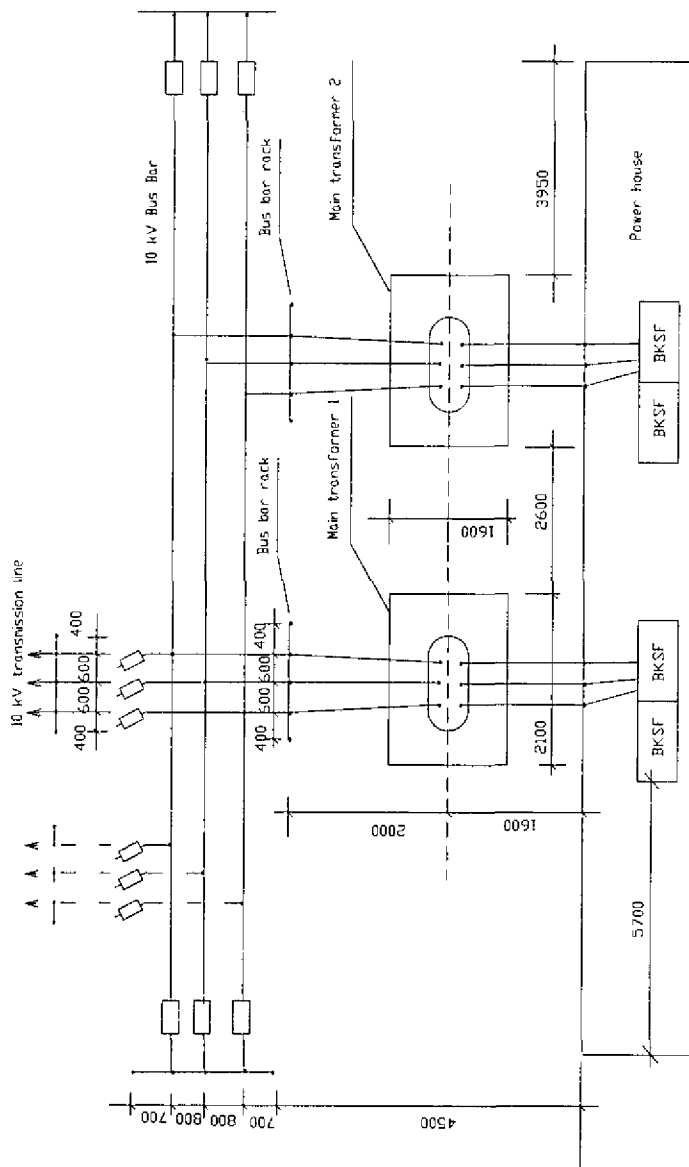 10 kV transmission line
400 600 600 400
10 kV Bus Bar
Bus bar rack
Bus bar rack
400 600 600 400
Main transformer 1
Main transformer 2
700 800 800 700
4500
2000
1600
1600
2100
2600
3950
Power house
5700
BKSF BKSF
BKSF BKSF